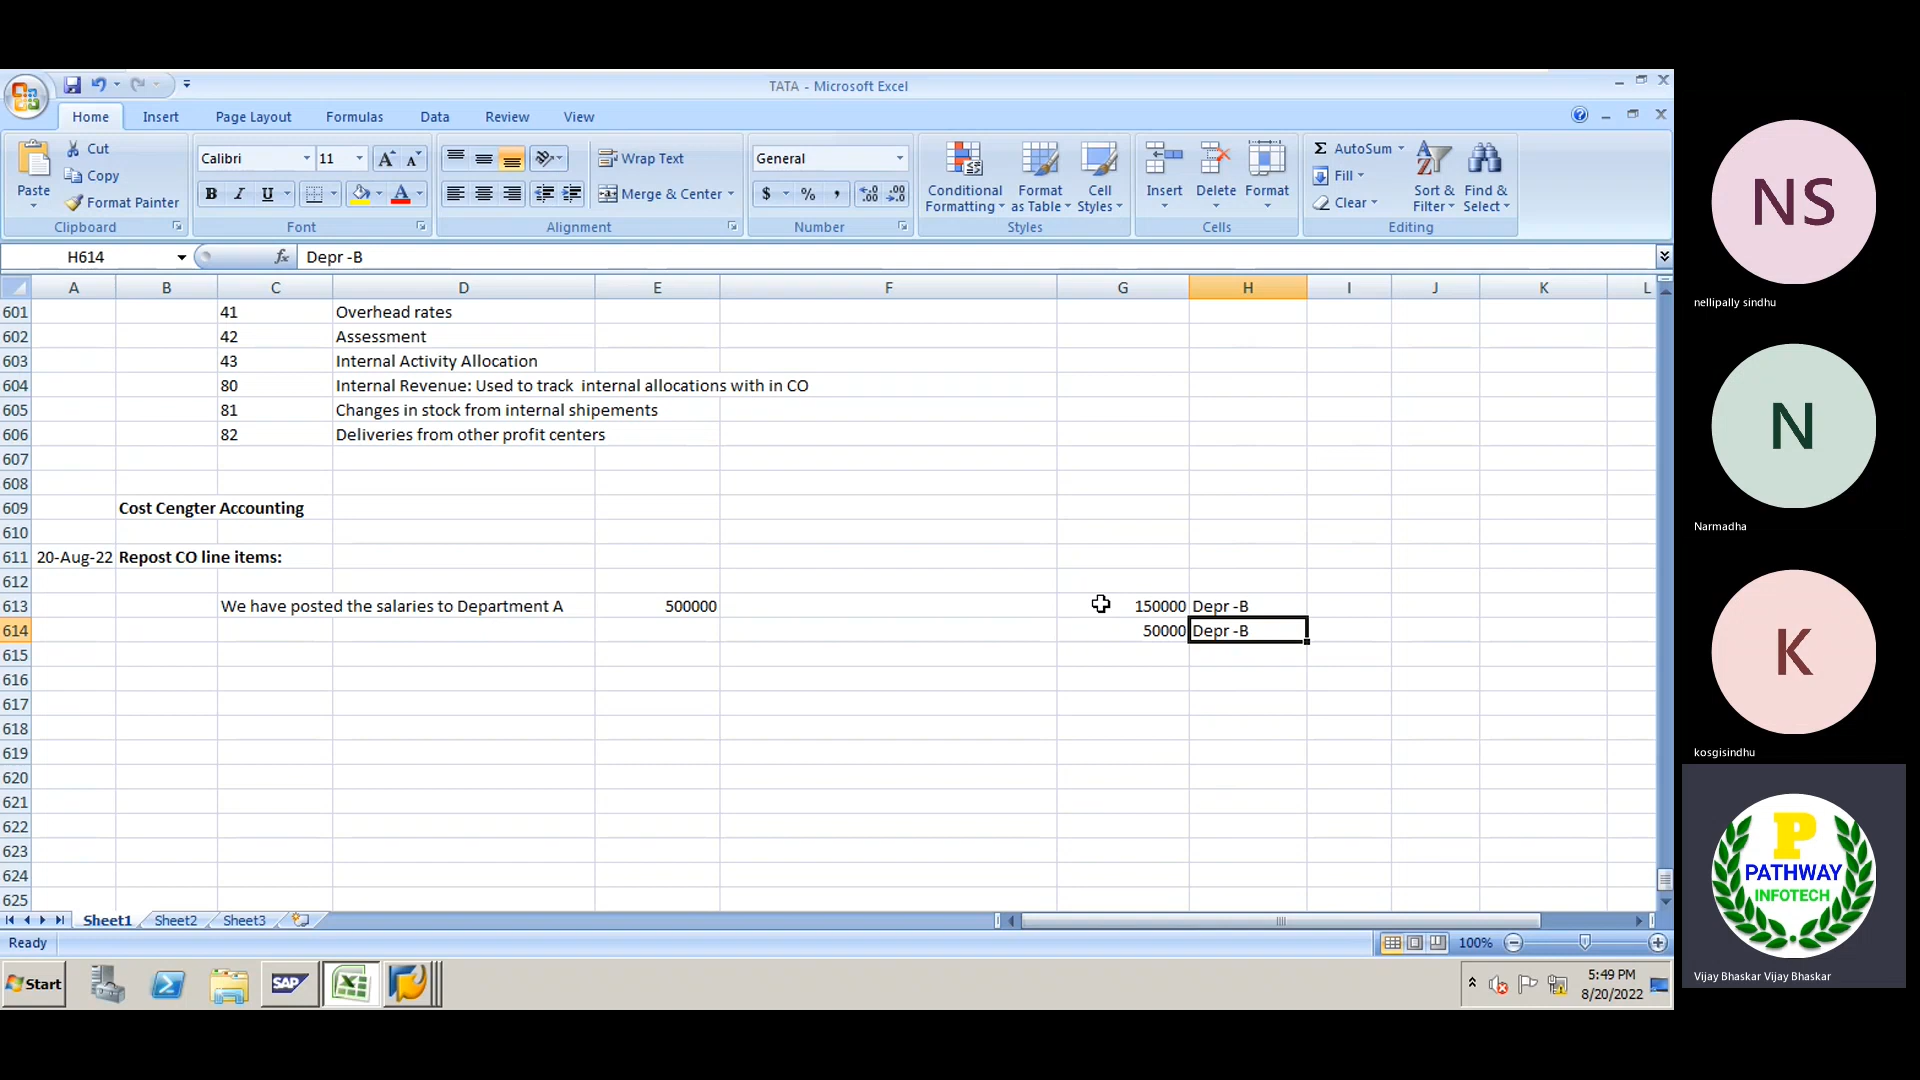 TATA - Microsoft Excel
Home Insert Page Layout Formulas Data Review View
Paste
Cut
Copy
Format Painter
Clipboard
Calibri 11
B I U
Font
Wrap Text
Merge & Center
Alignment
General
$ % ,
Number
Conditional Formatting
Format as Table
Cell Styles
Styles
Insert Delete Format
Cells
AutoSum
Fill
Clear
Sort & Filter
Find & Select
Editing
H614 fx Depr -B
A B C D E F G H I J K L
601 41 Overhead rates
602 42 Assessment
603 43 Internal Activity Allocation
604 80 Internal Revenue: Used to track internal allocations with in CO
605 81 Changes in stock from internal shipements
606 82 Deliveries from other profit centers
607
608
609 Cost Cengter Accounting
610
611 20-Aug-22 Repost CO line items:
612
613 We have posted the salaries to Department A 500000 150000 Depr -B
614 50000 Depr -B
615
616
617
618
619
620
621
622
623
624
625
Sheet1 Sheet2 Sheet3
Ready 100%
Start SAP 5:49 PM
8/20/2022
NS
nellipally sindhu
N
Narmadha
K
kosgisindhu
P
PATHWAY
INFOTECH
Vijay Bhaskar Vijay Bhaskar